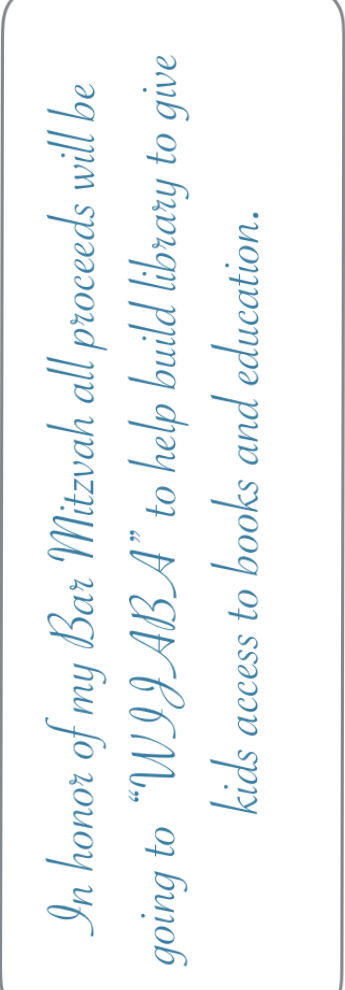 In honor of my Bar Mitzvah all proceeds will be
going to “WIJABA” to help build library to give
kids access to books and education.